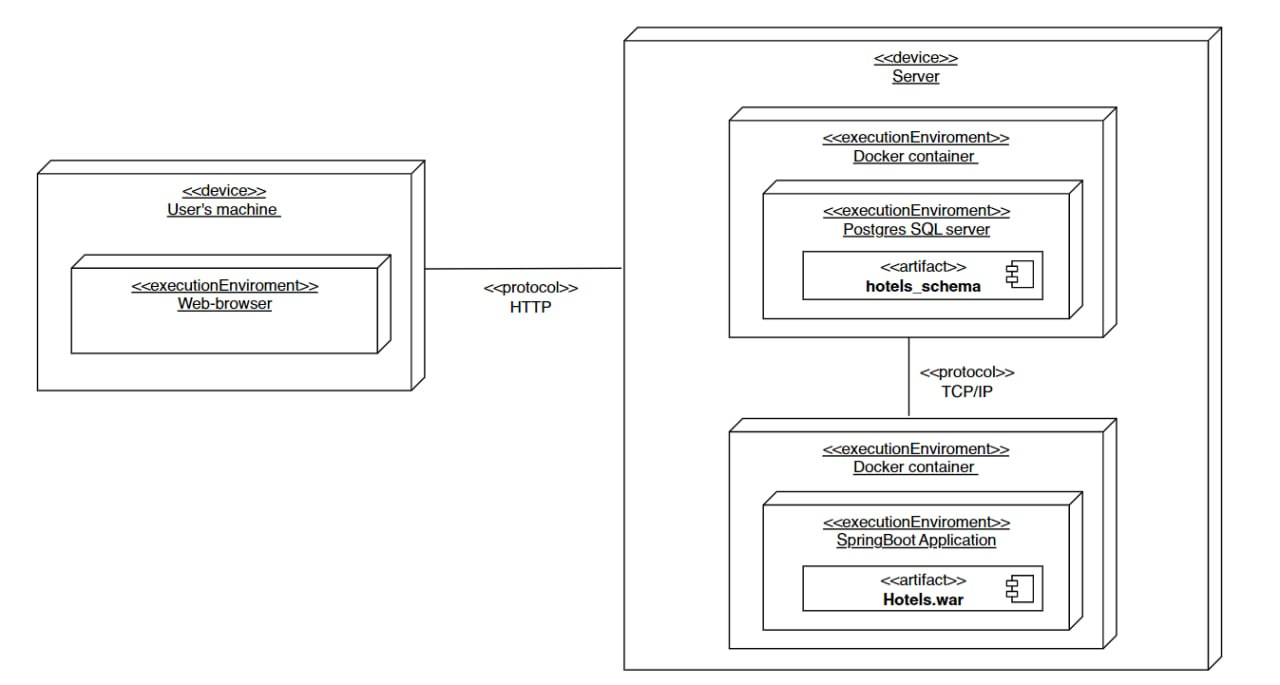 <<device>>
User's machine
<<executionEnviroment>>
Web-browser
<<protocol>>
HTTP
<<device>>
Server
<<executionEnviroment>>
Docker container
<<executionEnviroment>>
Postgres SQL server
<<artifact>>
hotels_schema
<<protocol>>
TCP/IP
<<executionEnviroment>>
Docker container
<<executionEnviroment>>
SpringBoot Application
<<artifact>>
Hotels.war